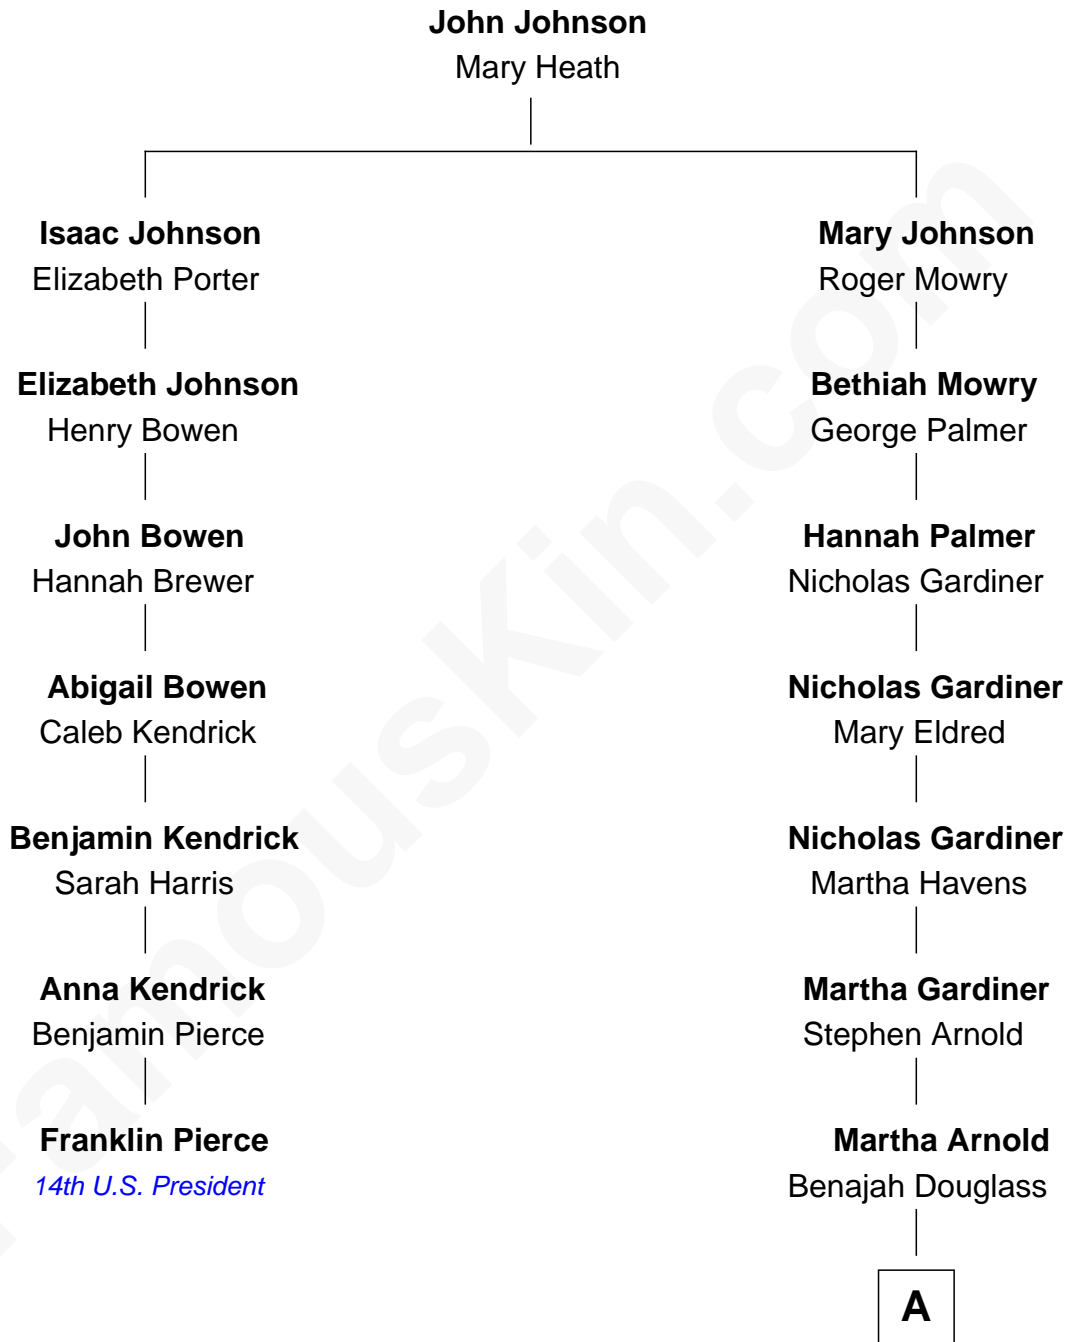 John Johnson
Mary Heath
Isaac Johnson
Elizabeth Porter
Mary Johnson
Roger Mowry
Elizabeth Johnson
Henry Bowen
Bethiah Mowry
George Palmer
John Bowen
Hannah Brewer
Hannah Palmer
Nicholas Gardiner
Abigail Bowen
Caleb Kendrick
Nicholas Gardiner
Mary Eldred
Benjamin Kendrick
Sarah Harris
Nicholas Gardiner
Martha Havens
Anna Kendrick
Benjamin Pierce
Martha Gardiner
Stephen Arnold
Franklin Pierce
14th U.S. President
Martha Arnold
Benajah Douglass
A
FamousKin.com